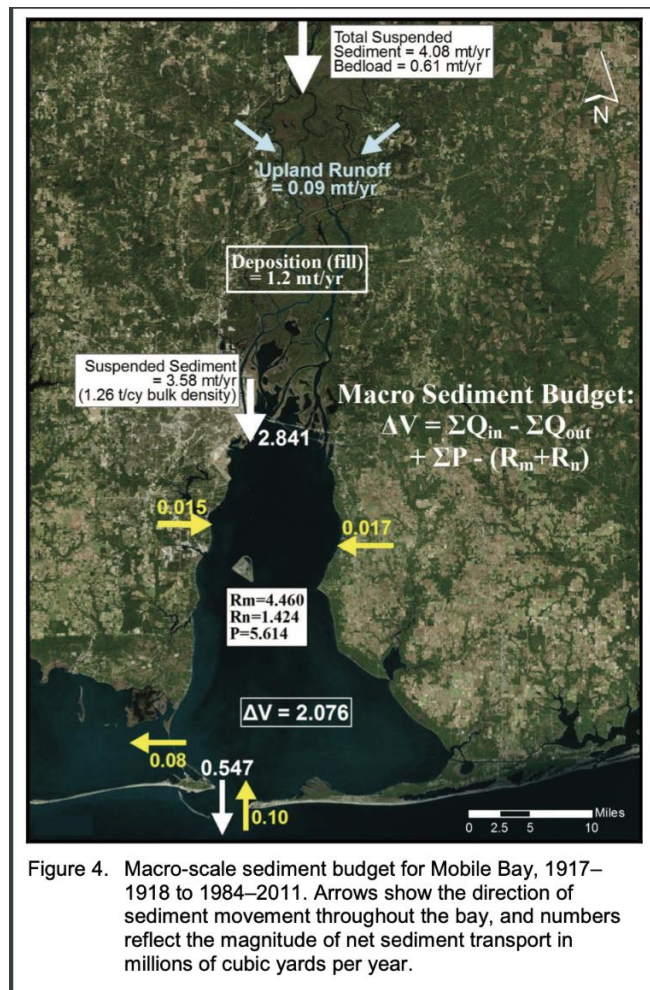 Total Suspended
Sediment = 4.08 mt/yr
Bedload = 0.61 mt/yr
N
Upland Runoff
= 0.09 mt/yr
Deposition (fill)
= 1.2 mt/yr
Suspended Sediment
= 3.58 mt/yr
(1.26 t/cy bulk density)
2.841
Macro Sediment Budget:
ΔV = ΣQin - ΣQout
+ ΣP - (Rm+Rn)
0.015
0.017
Rm=4.460
Rn=1.424
P=5.614
ΔV = 2.076
0.08
0.547
0.10
Miles
0 2.5 5 10
Figure 4. Macro-scale sediment budget for Mobile Bay, 1917–
1918 to 1984–2011. Arrows show the direction of
sediment movement throughout the bay, and numbers
reflect the magnitude of net sediment transport in
millions of cubic yards per year.